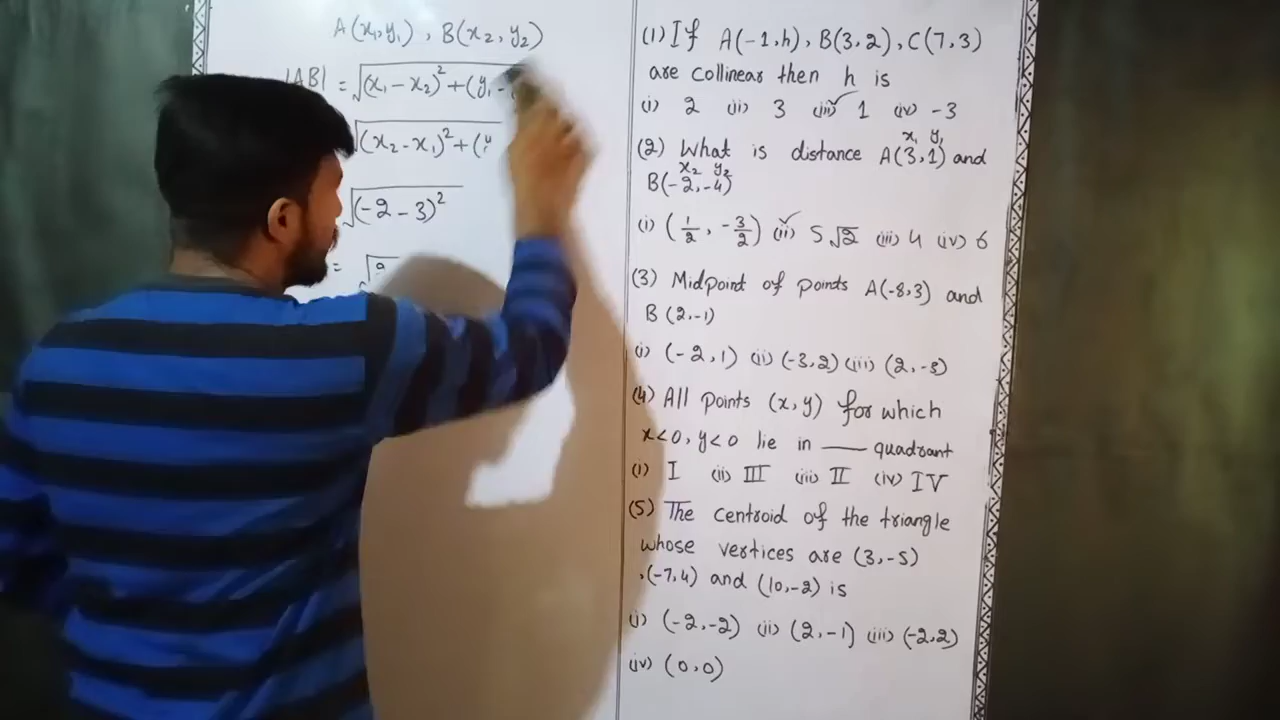 A(x₁,y₁), B(x₂,y₂)
|AB| = √(x₁-x₂)²+(y₁-
√(x₂-x₁)²+(
√(-2-3)²
= √
(1) If A(-1,h), B(3,2), C(7,3)
are collinear then h is
(i) 2 (ii) 3 (iii) ✓ 1 (iv) -3
x₁ y₁
(2) What is distance A(3,1) and
x₂ y₂
B(-2,-4)
(i) (1/2, -3/2) (ii) ✓ 5√2 (iii) 4 (iv) 6
(3) Midpoint of points A(-8,3) and
B(2,-1)
(i) (-2,1) (ii) (-3,2) (iii) (2,-3)
(4) All points (x,y) for which
x<0, y<0 lie in ___ quadrant
(i) I (ii) III (iii) II (iv) IV
(5) The centroid of the triangle
whose vertices are (3,-5)
,(-7,4) and (10,-2) is
(i) (-2,-2) (ii) (2,-1) (iii) (-2,2)
(iv) (0,0)